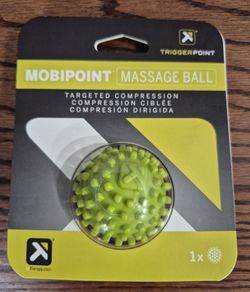 TRIGGERPOINT
MOBIPOINT MASSAGE BALL
TARGETED COMPRESSION
COMPRESSION CIBLÉE
COMPRESIÓN DIRIGIDA
1x